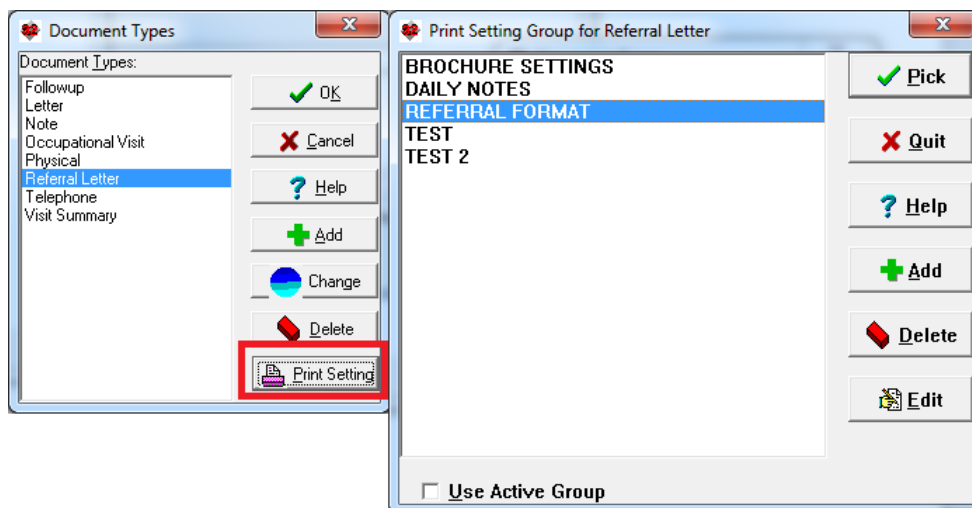 Document Types
Document Types:
Followup
Letter
Note
Occupational Visit
Physical
Referral Letter
Telephone
Visit Summary
OK
Cancel
Help
Add
Change
Delete
Print Setting
Print Setting Group for Referral Letter
BROCHURE SETTINGS
DAILY NOTES
REFERRAL FORMAT
TEST
TEST 2
Pick
Quit
Help
Add
Delete
Edit
Use Active Group